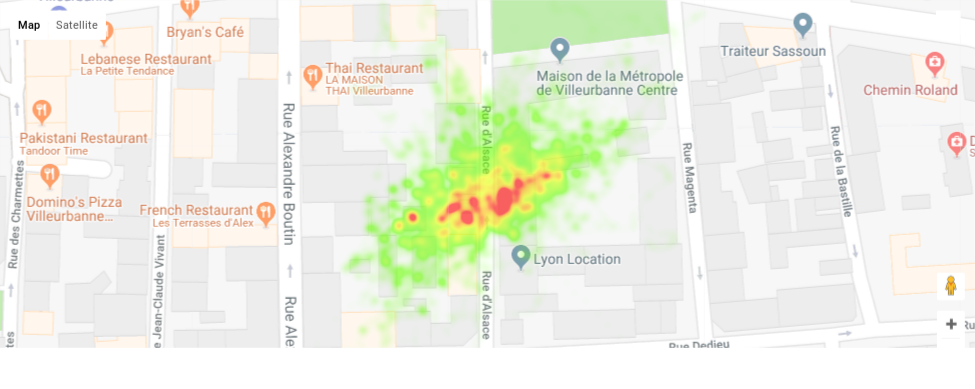 Map Satellite
Bryan's Café
Lebanese Restaurant
La Petite Tendance
Traiteur Sassoun
Thai Restaurant
LA MAISON
THAI Villeurbanne
Maison de la Métropole
de Villeurbanne Centre
Chemin Roland
Pakistani Restaurant
Tandoor Time
Rue d'Alsace
Rue Alexandre Boutin
Rue Magenta
Rue de la Bastille
Rue des Charmettes
Domino's Pizza
Villeurbanne...
French Restaurant
Les Terrasses d'Alex
e Jean-Claude Vivant
Lyon Location
Rue d'Alsace
Rue Ale
Rue Dedieu